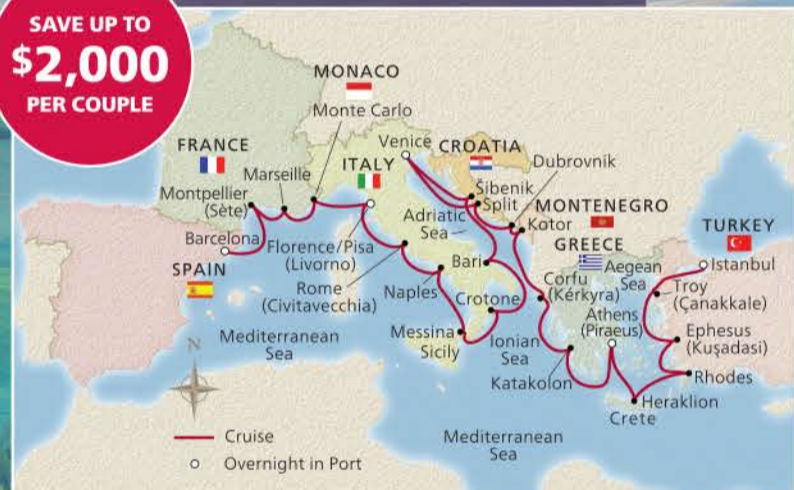 SAVE UP TO
$2,000
PER COUPLE
MONACO
Monte Carlo
FRANCE
Marseille
Montpellier
(Sète)
Barcelona
SPAIN
ITALY
Venice
CROATIA
Dubrovnik
Šibenik
Split
MONTENEGRO
Kotor
Adriatic
Sea
Florence/Pisa
(Livorno)
Rome
(Civitavecchia)
Naples
Bari
Crotone
Messina
Sicily
GREECE
Corfu
(Kérkyra)
Aegean
Sea
Athens
(Piraeus)
TURKEY
Istanbul
Troy
(Çanakkale)
Ephesus
(Kuşadasi)
Rhodes
Heraklion
Crete
Ionian
Sea
Katakolon
Mediterranean
Sea
Mediterranean
Sea
N
Cruise
Overnight in Port